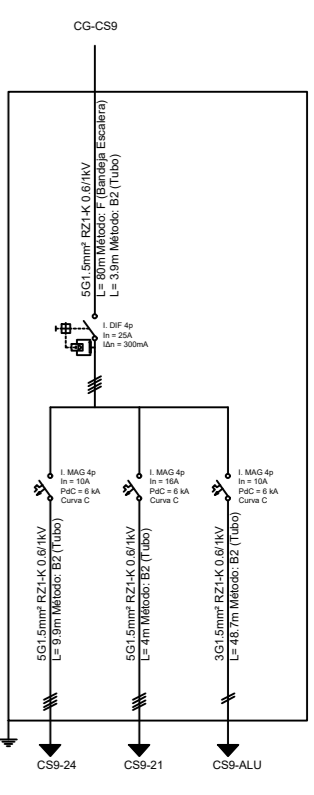 CG-CS9
5G1.5mm² RZ1-K 0.6/1kV
L= 80m Método: F (Bandeja Escalera)
L= 3.9m Método: B2 (Tubo)
I. DIF 4p
In = 25A
IΔn = 300mA
I. MAG 4p
In = 10A
PdC = 6 kA
Curva C
I. MAG 4p
In = 16A
PdC = 6 kA
Curva C
I. MAG 4p
In = 10A
PdC = 6 kA
Curva C
5G1.5mm² RZ1-K 0.6/1kV
L= 9.9m Método: B2 (Tubo)
5G1.5mm² RZ1-K 0.6/1kV
L= 4m Método: B2 (Tubo)
3G1.5mm² RZ1-K 0.6/1kV
L= 48.7m Método: B2 (Tubo)
CS9-24
CS9-21
CS9-ALU